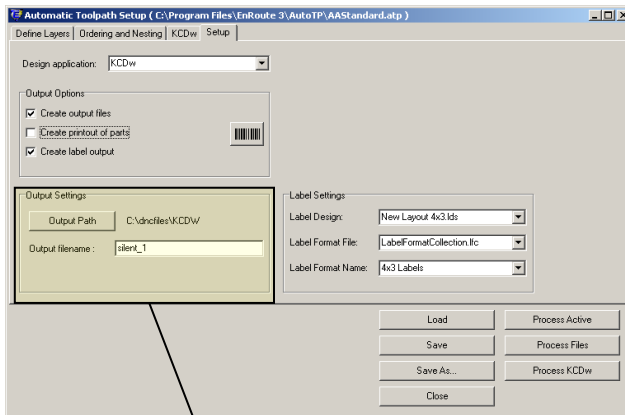 Automatic Toolpath Setup ( C:\Program Files\EnRoute 3\AutoTP\AAStandard.atp )
Define Layers Ordering and Nesting KCDw Setup
Design application: KCDw
Output Options
Create output files
Create printout of parts
Create label output
Output Settings
Output Path C:\dncfiles\KCDW
Output filename : silent_1
Label Settings
Label Design: New Layout 4x3.lds
Label Format File: LabelFormatCollection.lfc
Label Format Name: 4x3 Labels
Load Process Active
Save Process Files
Save As... Process KCDw
Close